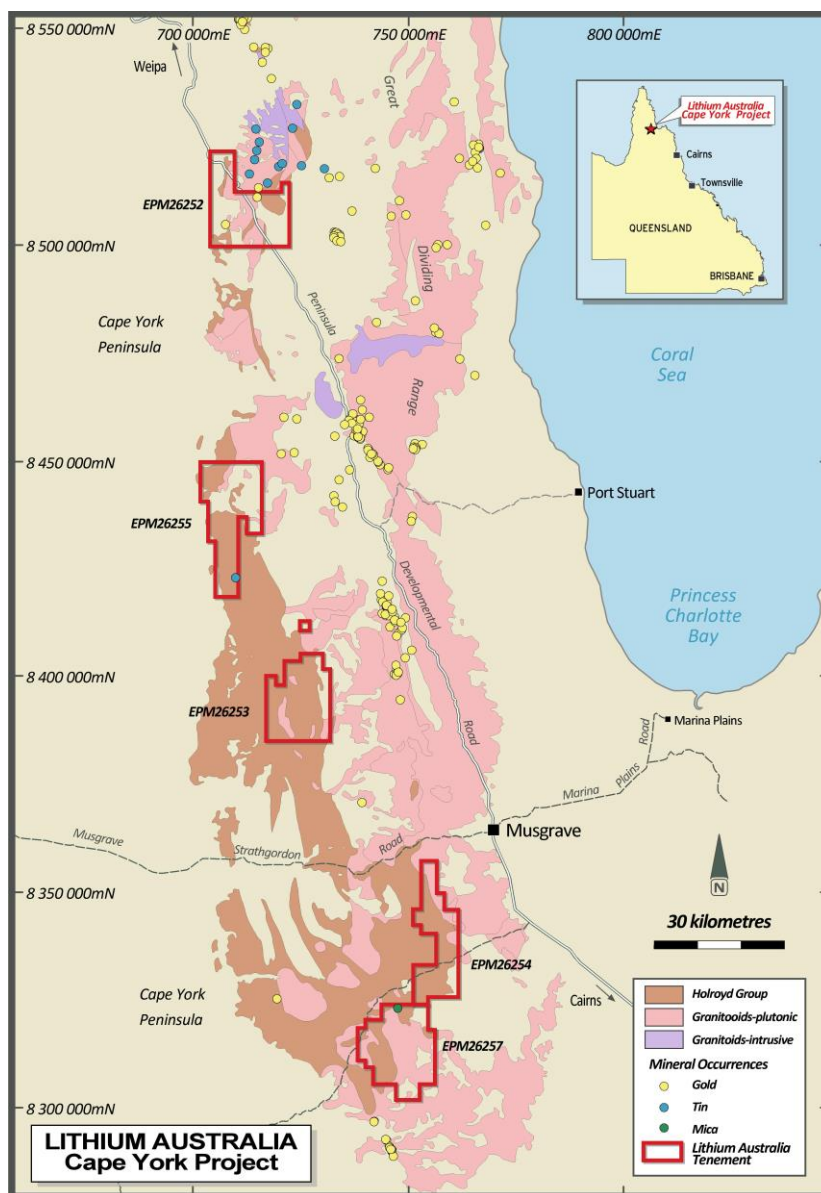 700 000mE
750 000mE
800 000mE
8 550 000mN
Weipa
Great
Lithium Australia
Cape York Project
Cairns
Townsville
QUEENSLAND
BRISBANE
EPM26252
8 500 000mN
Dividing
Peninsula
Cape York
Peninsula
Coral
Sea
Range
8 450 000mN
Port Stuart
EPM26255
Developmental
Princess
Charlotte
Bay
8 400 000mN
EPM26253
Road
Marina Plains
Road
Plains
Marina
Musgrave
Musgrave
Strathgordon
Road
8 350 000mN
N
30 kilometres
EPM26254
Cape York
Peninsula
Cairns
EPM26257
8 300 000mN
Holroyd Group
Granitooids-plutonic
Granitoids-intrusive
Mineral Occurrences
Gold
Tin
Mica
Lithium Australia
Tenement
LITHIUM AUSTRALIA
Cape York Project